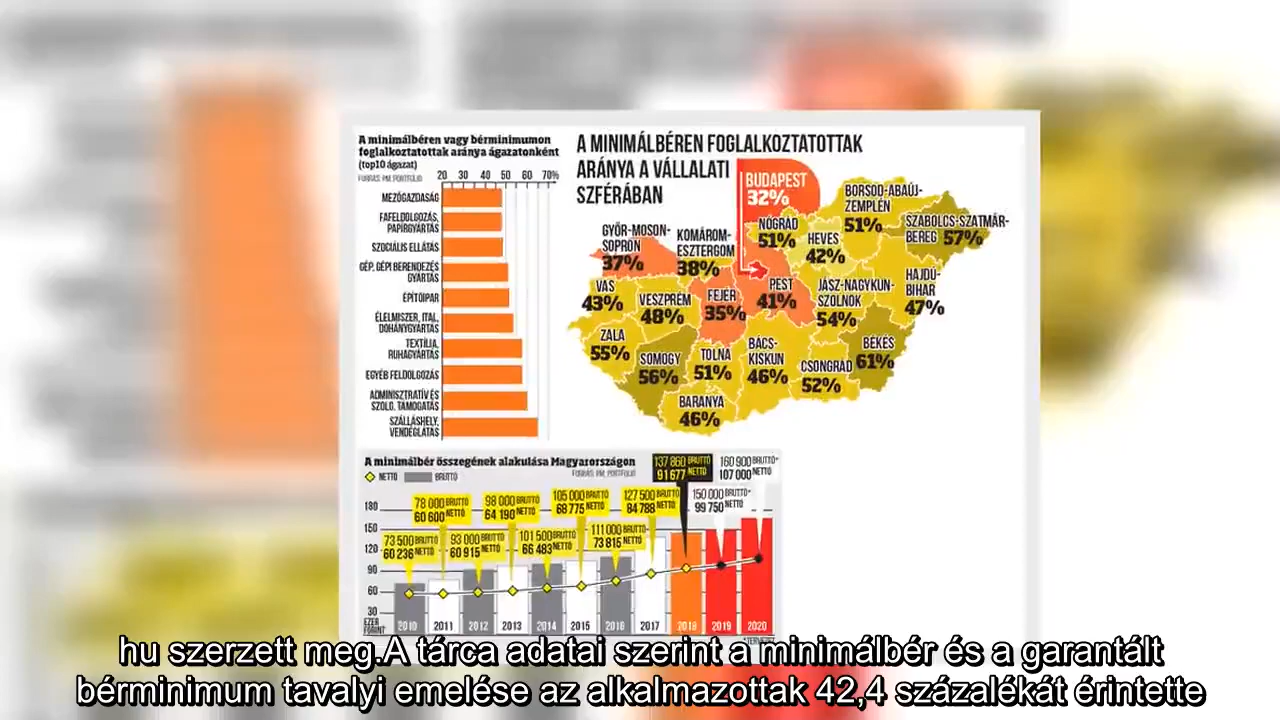 A minimálbéren vagy bérminimumon
foglalkoztatottak aránya ágazatonként
(top10 ágazat)
FORRÁS: PM, PORTFOLIO
20 30 40 50 60 70%
MEZŐGAZDASÁG
FAFELDOLGOZÁS,
PAPÍRGYÁRTÁS
SZOCIÁLIS ELLÁTÁS
GÉP, GÉPI BERENDEZÉS
GYÁRTÁS
ÉPÍTŐIPAR
ÉLELMISZER, ITAL,
DOHÁNYGYÁRTÁS
TEXTÍLIA,
RUHAGYÁRTÁS
EGYÉB FELDOLGOZÁS
ADMINISZTRATÍV ÉS
SZOLG. TÁMOGATÁS
SZÁLLÁSHELY,
VENDÉGLÁTÁS
A MINIMÁLBÉREN FOGLALKOZTATOTTAK
ARÁNYA A VÁLLALATI
SZFÉRÁBAN
BUDAPEST
32%
BORSOD-ABAÚJ-
ZEMPLÉN
51%
SZABOLCS-SZATMÁR-
BEREG 57%
NÓGRÁD
51%
HEVES
42%
GYŐR-MOSON-
SOPRON
37%
KOMÁROM-
ESZTERGOM
38%
VAS
43%
VESZPRÉM
48%
FEJÉR
35%
PEST
41%
JÁSZ-NAGYKUN-
SZOLNOK
54%
HAJDÚ-
BIHAR
47%
ZALA
55%
SOMOGY
56%
TOLNA
51%
BÁCS-
KISKUN
46%
CSONGRÁD
52%
BÉKÉS
61%
BARANYA
46%
A minimálbér összegének alakulása Magyarországon
FORRÁS: PM, PORTFOLIO
NETTÓ BRUTTÓ
180
150
120
90
60
30
EZER
FORINT
73 500 BRUTTÓ
60 236 NETTÓ
78 000 BRUTTÓ
60 600 NETTÓ
93 000 BRUTTÓ
60 915 NETTÓ
98 000 BRUTTÓ
64 190 NETTÓ
101 500 BRUTTÓ
66 483 NETTÓ
105 000 BRUTTÓ
68 775 NETTÓ
111 000 BRUTTÓ
73 815 NETTÓ
127 500 BRUTTÓ
84 788 NETTÓ
137 860 BRUTTÓ
91 677 NETTÓ
150 000 BRUTTÓ*
99 750 NETTÓ
160 900 BRUTTÓ*
107 000 NETTÓ
2010 2011 2012 2013 2014 2015 2016 2017 2018 2019 2020
hu szerzett meg.A tárca adatai szerint a minimálbér és a garantált
bérminimum tavalyi emelése az alkalmazottak 42,4 százalékát érintette